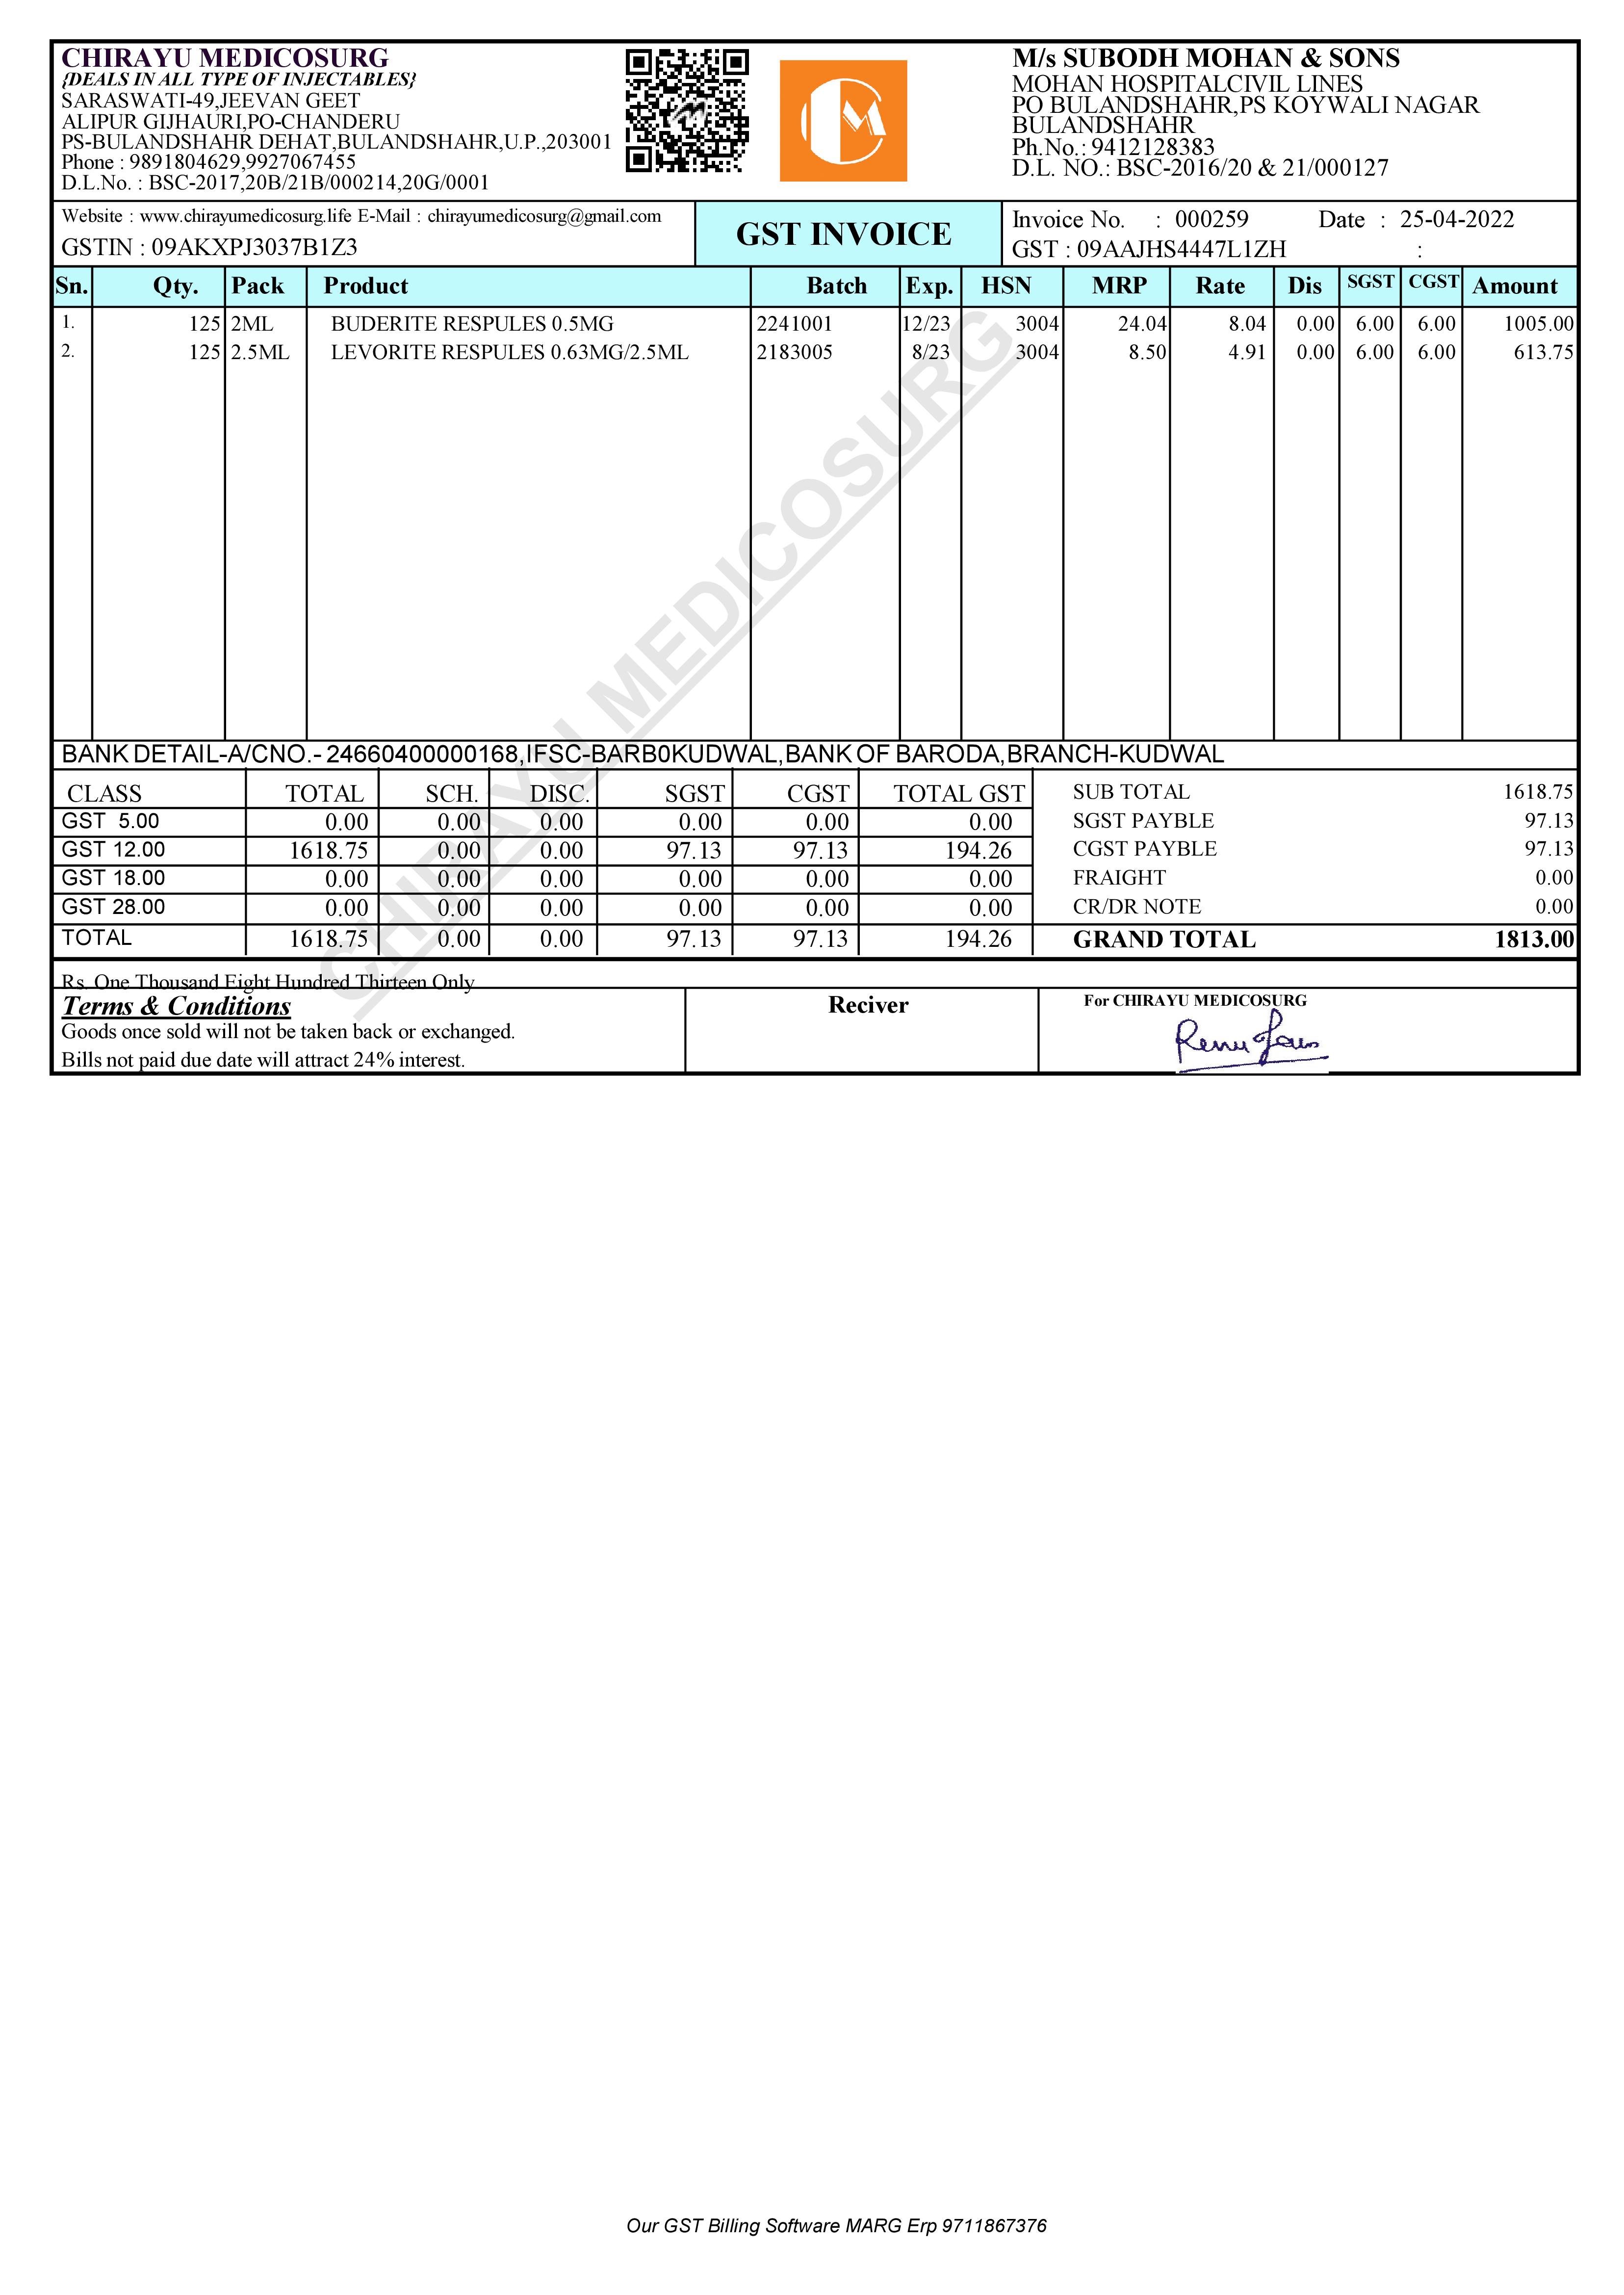 CHIRAYU MEDICOSURG
{DEALS IN ALL TYPE OF INJECTABLES}
SARASWATI-49,JEEVAN GEET
ALIPUR GIJHAURI,PO-CHANDERU
PS-BULANDSHAHR DEHAT,BULANDSHAHR,U.P.,203001
Phone : 9891804629,9927067455
D.L.No. : BSC-2017,20B/21B/000214,20G/0001
CM
M/s SUBODH MOHAN & SONS
MOHAN HOSPITALCIVIL LINES
PO BULANDSHAHR,PS KOYWALI NAGAR
BULANDSHAHR
Ph.No.: 9412128383
D.L. NO.: BSC-2016/20 & 21/000127
Website : www.chirayumedicosurg.life E-Mail : chirayumedicosurg@gmail.com
GSTIN : 09AKXPJ3037B1Z3
GST INVOICE
Invoice No. : 000259 Date : 25-04-2022
GST : 09AAJHS4447L1ZH :
Sn. Qty. Pack Product Batch Exp. HSN MRP Rate Dis SGST CGST Amount
1. 125 2ML BUDERITE RESPULES 0.5MG 2241001 12/23 3004 24.04 8.04 0.00 6.00 6.00 1005.00
2. 125 2.5ML LEVORITE RESPULES 0.63MG/2.5ML 2183005 8/23 3004 8.50 4.91 0.00 6.00 6.00 613.75
CHIRAYU MEDICOSURG
BANK DETAIL-A/CNO.- 24660400000168,IFSC-BARB0KUDWAL,BANK OF BARODA,BRANCH-KUDWAL
CLASS TOTAL SCH. DISC. SGST CGST TOTAL GST SUB TOTAL 1618.75
GST 5.00 0.00 0.00 0.00 0.00 0.00 0.00 SGST PAYBLE 97.13
GST 12.00 1618.75 0.00 0.00 97.13 97.13 194.26 CGST PAYBLE 97.13
GST 18.00 0.00 0.00 0.00 0.00 0.00 0.00 FRAIGHT 0.00
GST 28.00 0.00 0.00 0.00 0.00 0.00 0.00 CR/DR NOTE 0.00
TOTAL 1618.75 0.00 0.00 97.13 97.13 194.26 GRAND TOTAL 1813.00
Rs. One Thousand Eight Hundred Thirteen Only
Terms & Conditions
Goods once sold will not be taken back or exchanged.
Bills not paid due date will attract 24% interest.
Reciver
For CHIRAYU MEDICOSURG
Renu Jain
Our GST Billing Software MARG Erp 9711867376